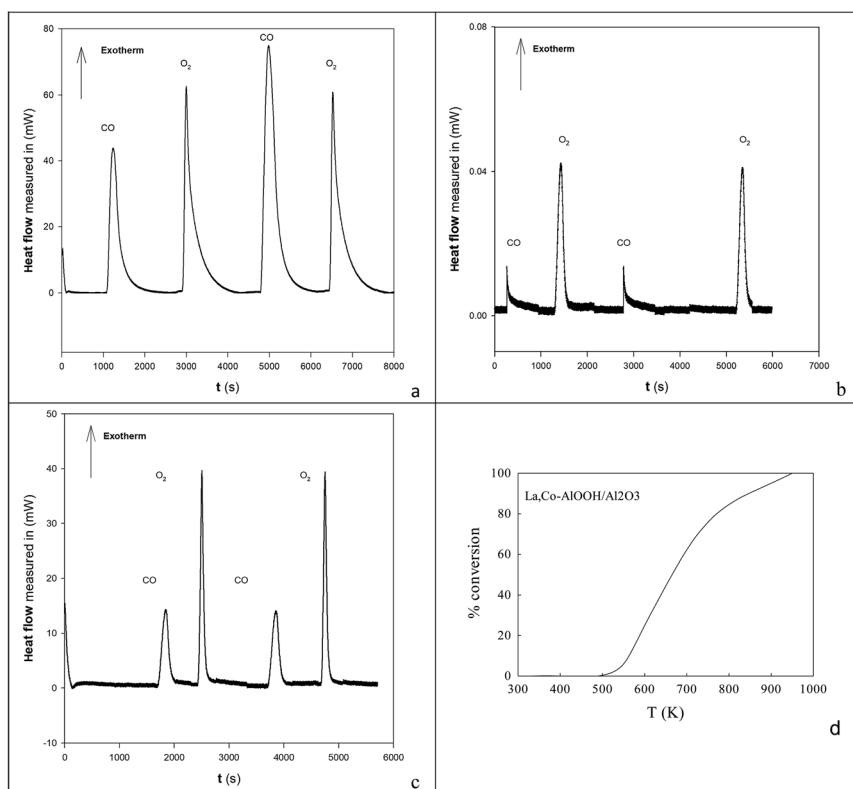 80
60
40
20
0
0
1000
2000
3000
4000
5000
6000
7000
8000
Heat flow measured in (mW)
t (s)
Exotherm
CO
O₂
CO
O₂
a
0.08
0.04
0.00
0
1000
2000
3000
4000
5000
6000
7000
Heat flow measured in (mW)
t (s)
Exotherm
CO
O₂
CO
O₂
b
50
40
30
20
10
0
-10
0
1000
2000
3000
4000
5000
6000
Heat flow measured in (mW)
t (s)
Exotherm
O₂
O₂
CO
CO
c
100
80
60
40
20
0
300
400
500
600
700
800
900
1000
% conversion
T (K)
La,Co-AlOOH/Al2O3
d